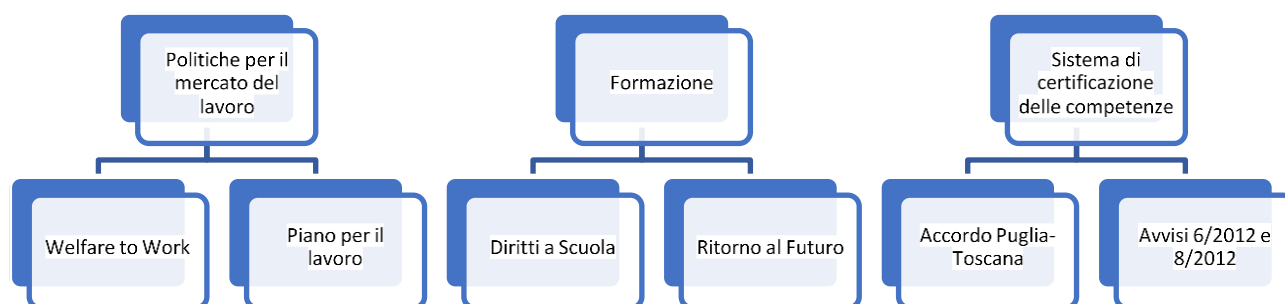 Politiche per il
mercato del
lavoro
Formazione
Sistema di
certificazione
delle competenze
Welfare to Work
Piano per il
lavoro
Diritti a Scuola
Ritorno al Futuro
Accordo Puglia-
Toscana
Avvisi 6/2012 e
8/2012